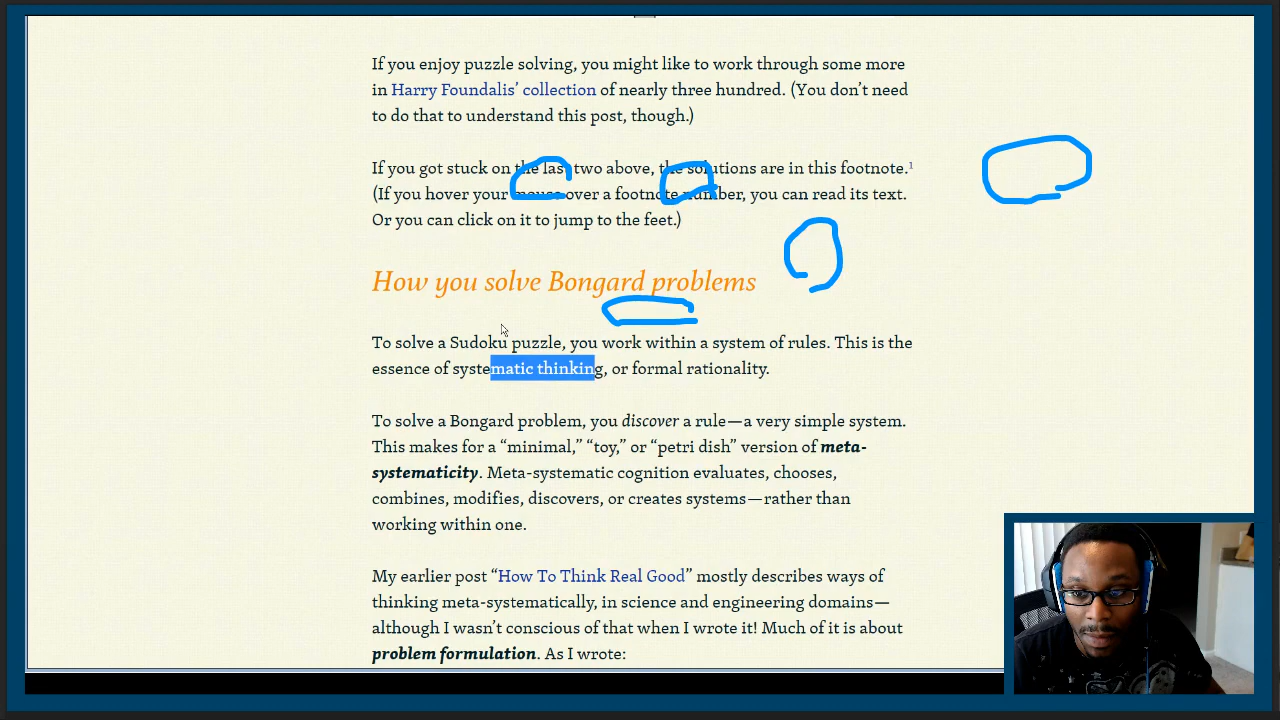 If you enjoy puzzle solving, you might like to work through some more
in Harry Foundalis’ collection of nearly three hundred. (You don’t need
to do that to understand this post, though.)
If you got stuck on the last two above, the solutions are in this footnote.¹
(If you hover your mouse over a footnote number, you can read its text.
Or you can click on it to jump to the feet.)
How you solve Bongard problems
To solve a Sudoku puzzle, you work within a system of rules. This is the
essence of systematic thinking, or formal rationality.
To solve a Bongard problem, you discover a rule—a very simple system.
This makes for a “minimal,” “toy,” or “petri dish” version of meta-
systematicity. Meta-systematic cognition evaluates, chooses,
combines, modifies, discovers, or creates systems—rather than
working within one.
My earlier post “How To Think Real Good” mostly describes ways of
thinking meta-systematically, in science and engineering domains—
although I wasn’t conscious of that when I wrote it! Much of it is about
problem formulation. As I wrote: